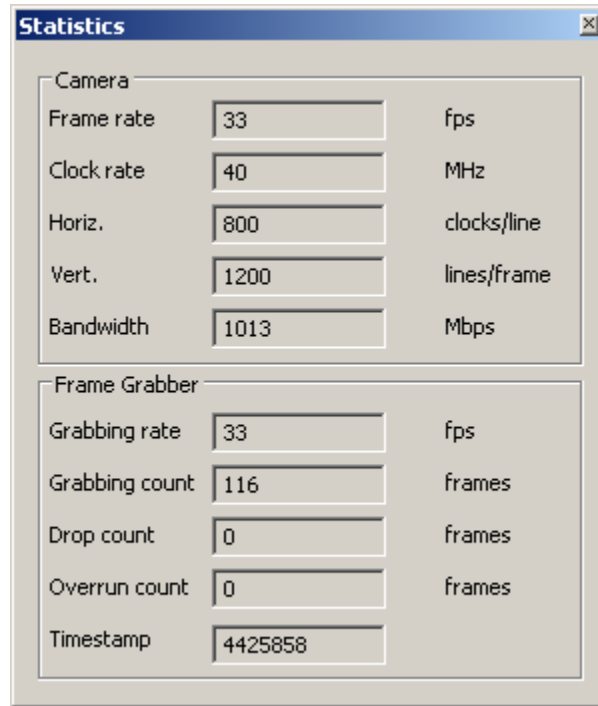 Statistics
Camera
Frame rate 33 fps
Clock rate 40 MHz
Horiz. 800 clocks/line
Vert. 1200 lines/frame
Bandwidth 1013 Mbps
Frame Grabber
Grabbing rate 33 fps
Grabbing count 116 frames
Drop count 0 frames
Overrun count 0 frames
Timestamp 4425858